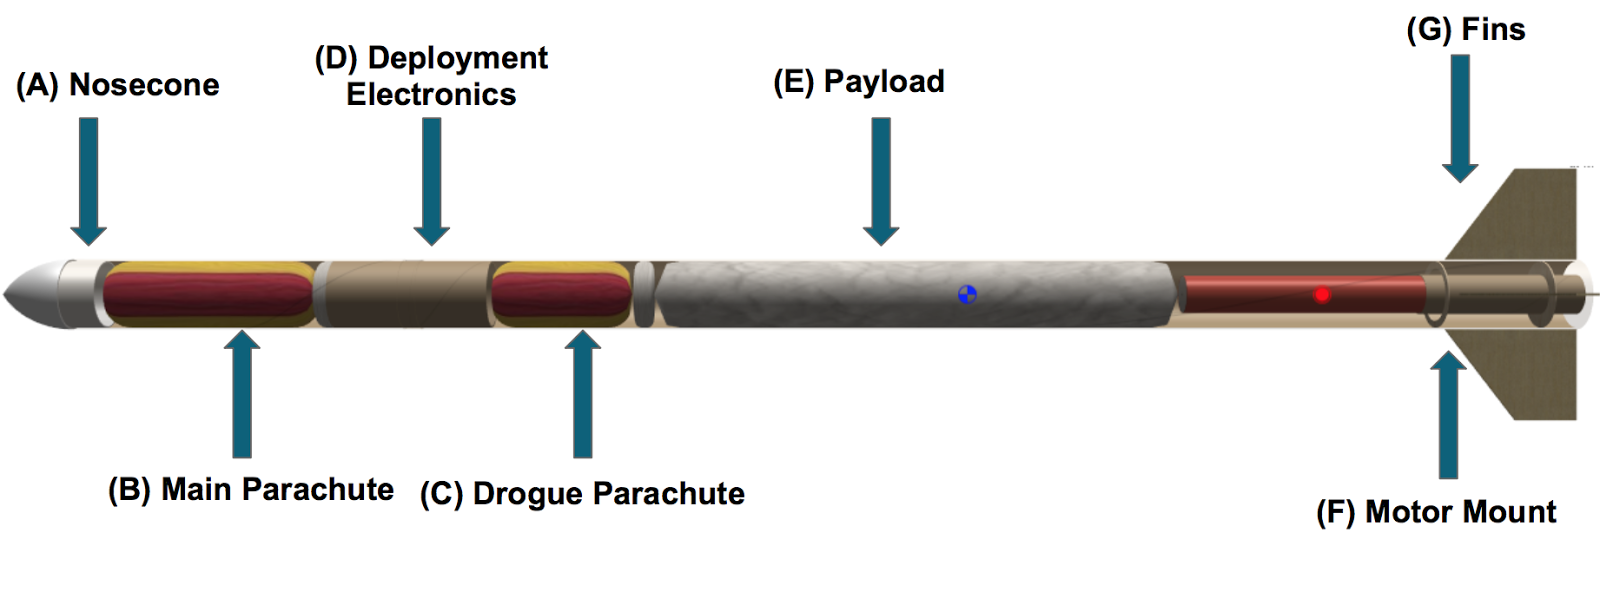 (G) Fins
(D) Deployment
Electronics
(A) Nosecone
(E) Payload
(B) Main Parachute
(C) Drogue Parachute
(F) Motor Mount